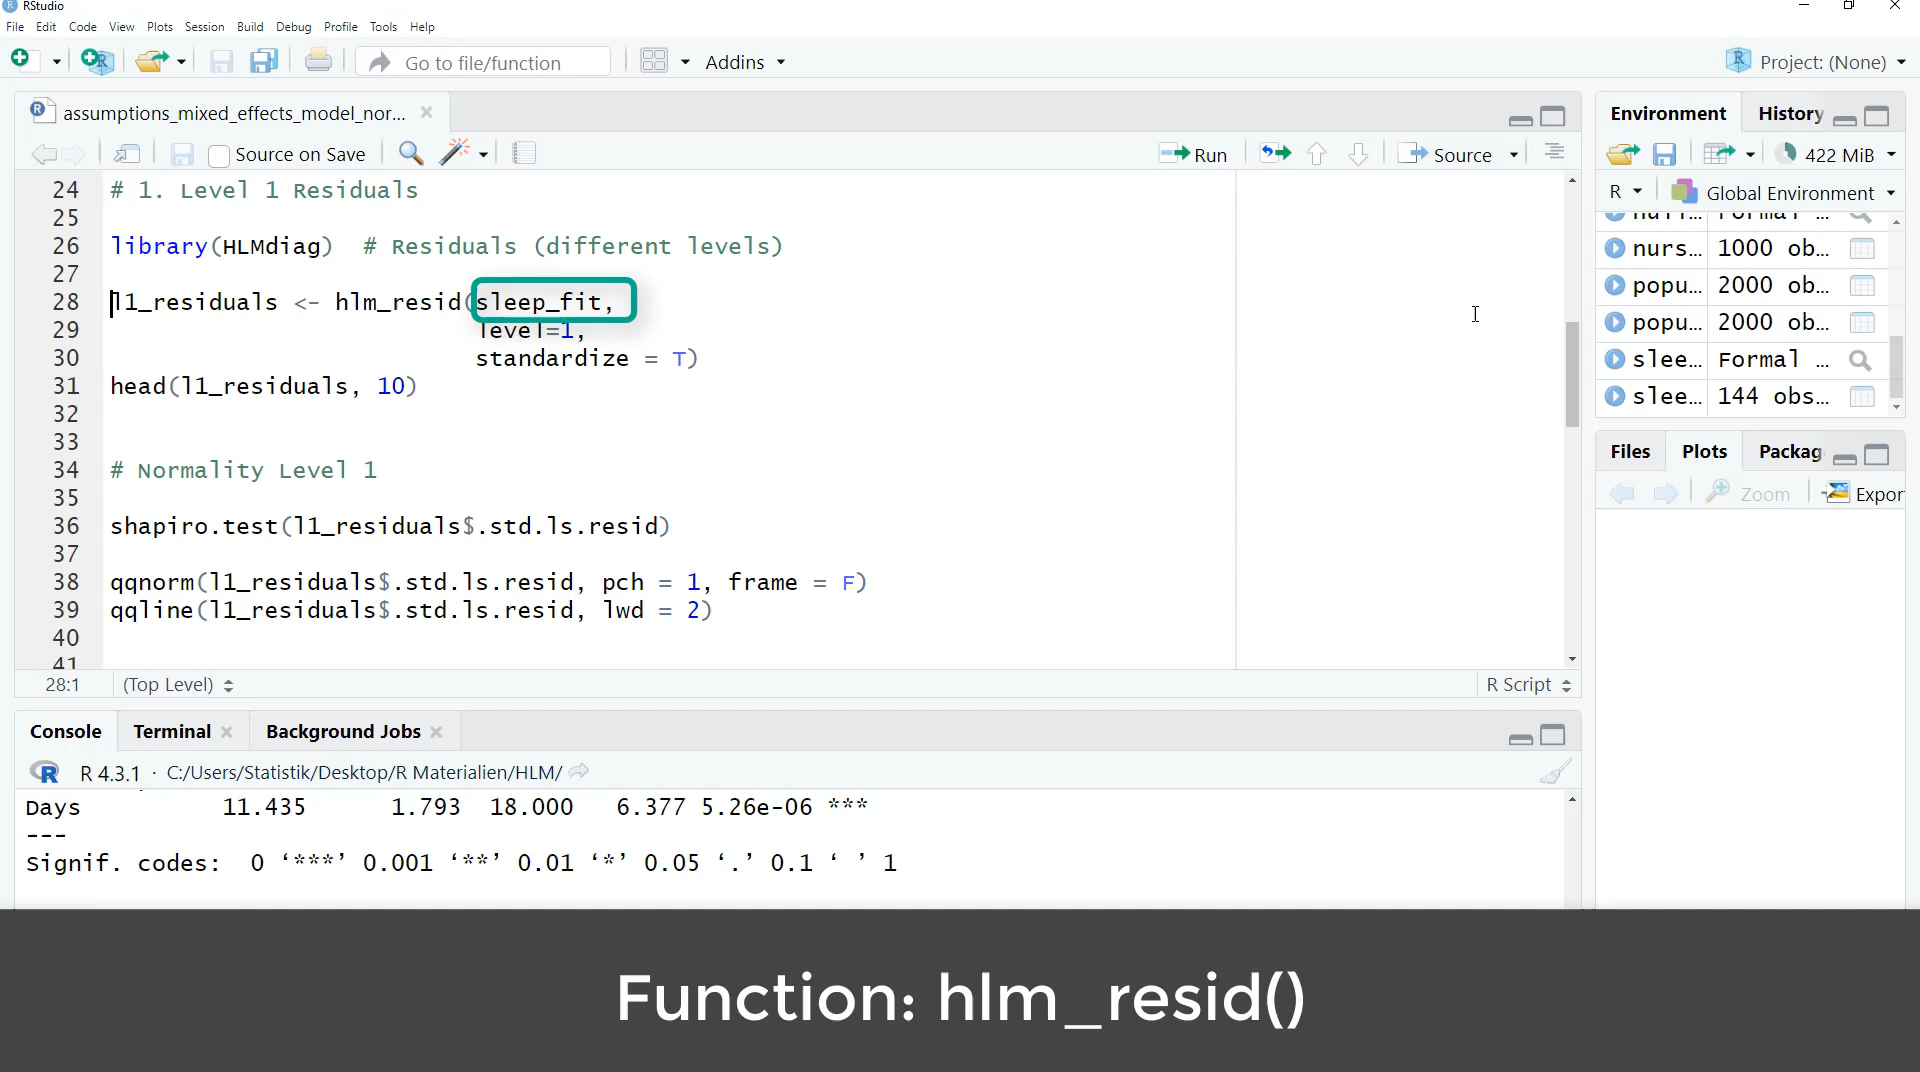 RStudio
File Edit Code View Plots Session Build Debug Profile Tools Help
Go to file/function Addins Project: (None)
assumptions_mixed_effects_model_nor...
Source on Save Run Source
24 # 1. Level 1 Residuals
25
26 library(HLMdiag) # Residuals (different levels)
27
28 l1_residuals <- hlm_resid(sleep_fit,
29 level=1,
30 standardize = T)
31 head(l1_residuals, 10)
32
33
34 # Normality Level 1
35
36 shapiro.test(l1_residuals$.std.ls.resid)
37
38 qqnorm(l1_residuals$.std.ls.resid, pch = 1, frame = F)
39 qqline(l1_residuals$.std.ls.resid, lwd = 2)
40
41
28:1 (Top Level) R Script
Console Terminal Background Jobs
R 4.3.1 · C:/Users/Statistik/Desktop/R Materialien/HLM/
Days 11.435 1.793 18.000 6.377 5.26e-06 ***
---
Signif. codes: 0 ‘***’ 0.001 ‘**’ 0.01 ‘*’ 0.05 ‘.’ 0.1 ‘ ’ 1
Environment History
422 MiB
R Global Environment
nurs... 1000 ob...
popu... 2000 ob...
popu... 2000 ob...
slee... Formal ...
slee... 144 obs...
Files Plots Packag
Zoom Expor
Function: hlm_resid()